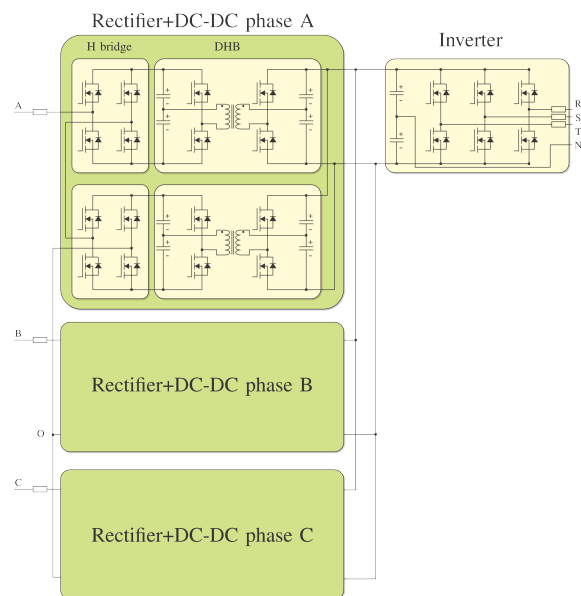 Rectifier+DC-DC phase A
Inverter
H bridge
DHB
A
R
S
T
N
B
Rectifier+DC-DC phase B
O
C
Rectifier+DC-DC phase C